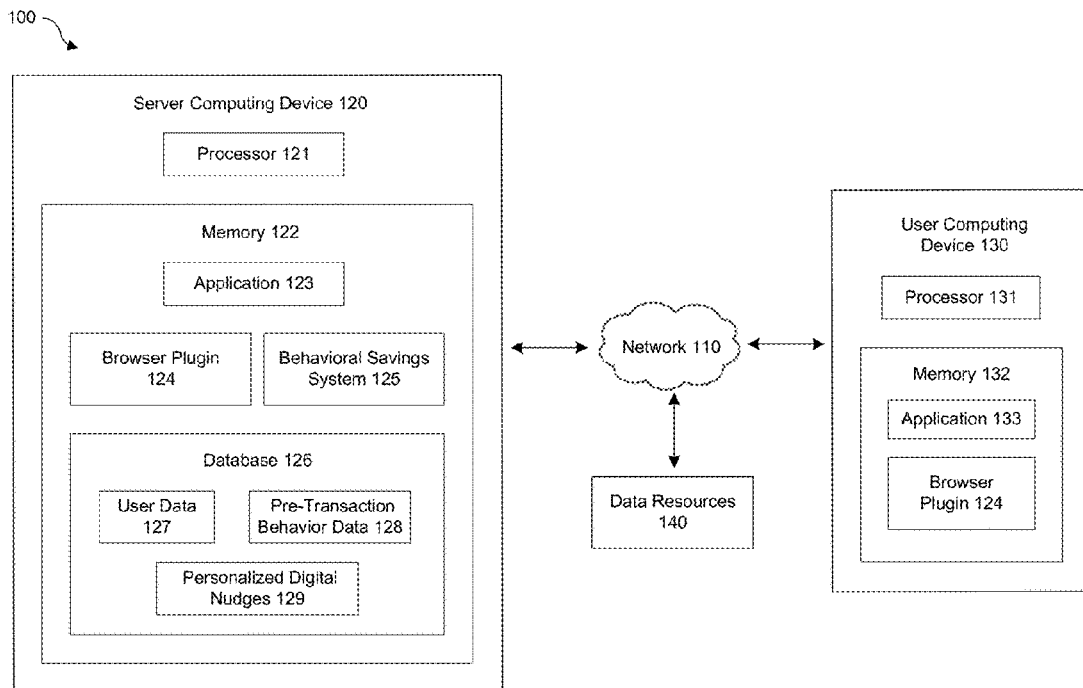 100
Server Computing Device 120
Processor 121
Memory 122
Application 123
Browser Plugin
124
Behavioral Savings
System 125
Database 126
User Data
127
Pre-Transaction
Behavior Data 128
Personalized Digital
Nudges 129
Network 110
Data Resources
140
User Computing
Device 130
Processor 131
Memory 132
Application 133
Browser
Plugin 124